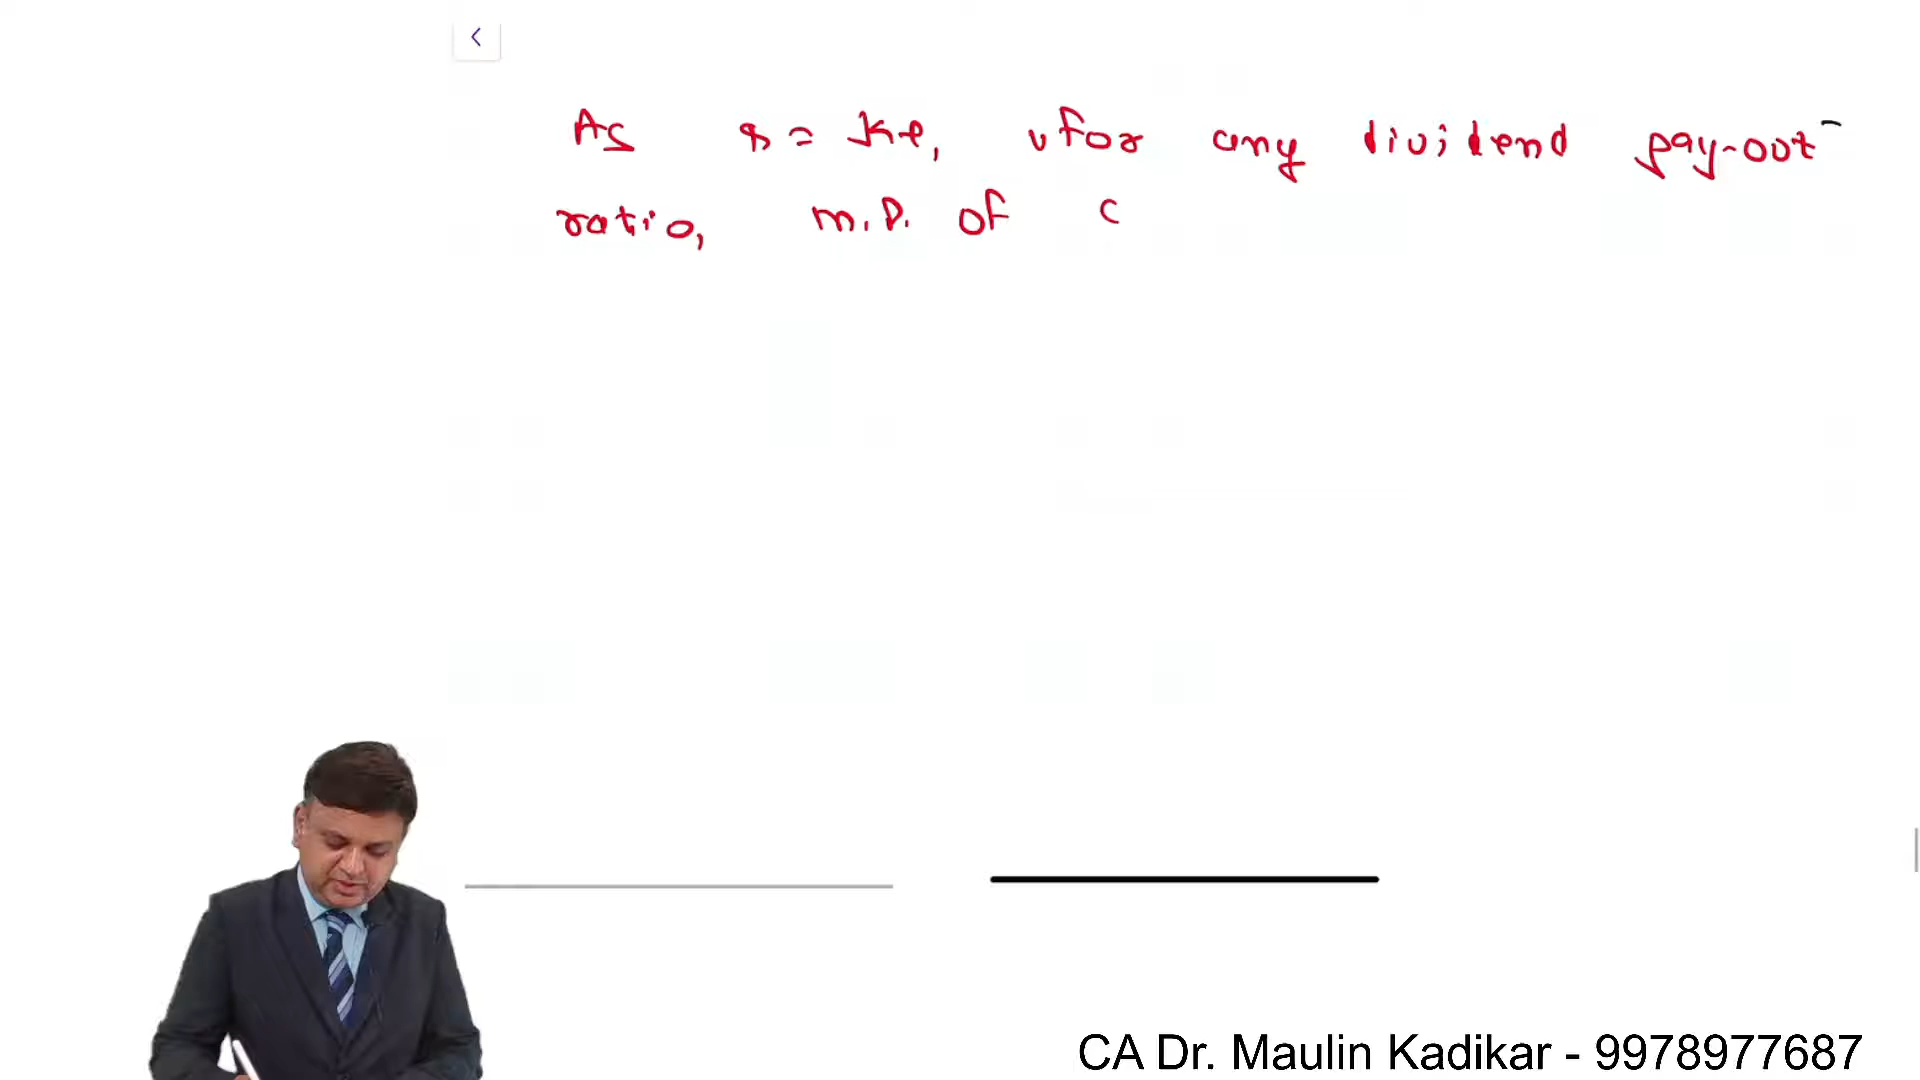 As r = Ke, for any dividend pay-out
ratio, M.P. of c
CA Dr. Maulin Kadikar - 9978977687